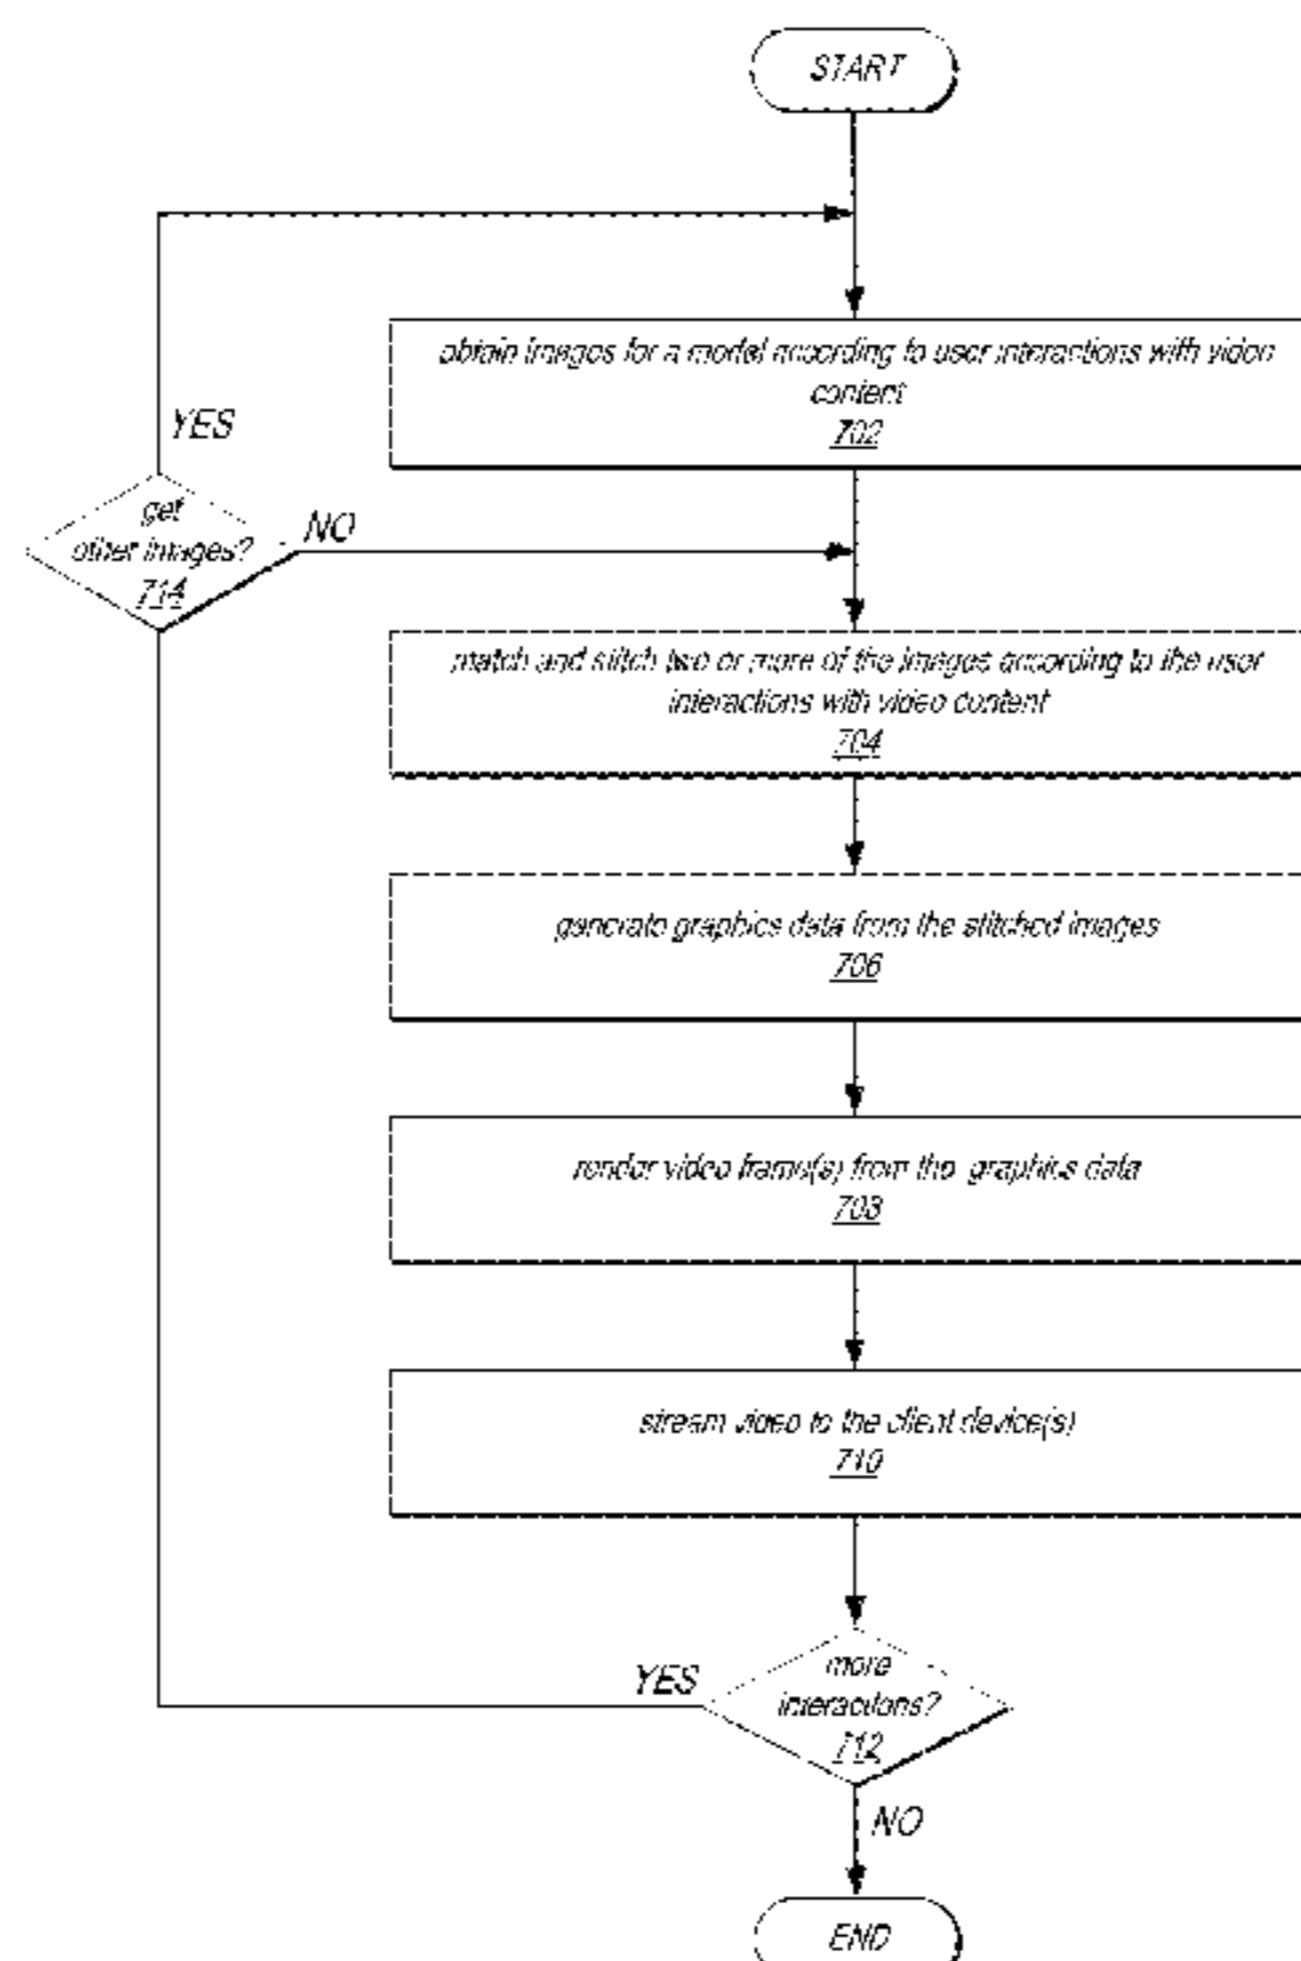 START
obtain images for a model according to user interactions with video
content
702
YES
get
other images?
714
NO
match and stitch two or more of the images according to the user
interactions with video content
704
generate graphics data from the stitched images
706
render video frame(s) from the graphics data
708
stream video to the client device(s)
710
YES
more
interactions?
712
NO
END